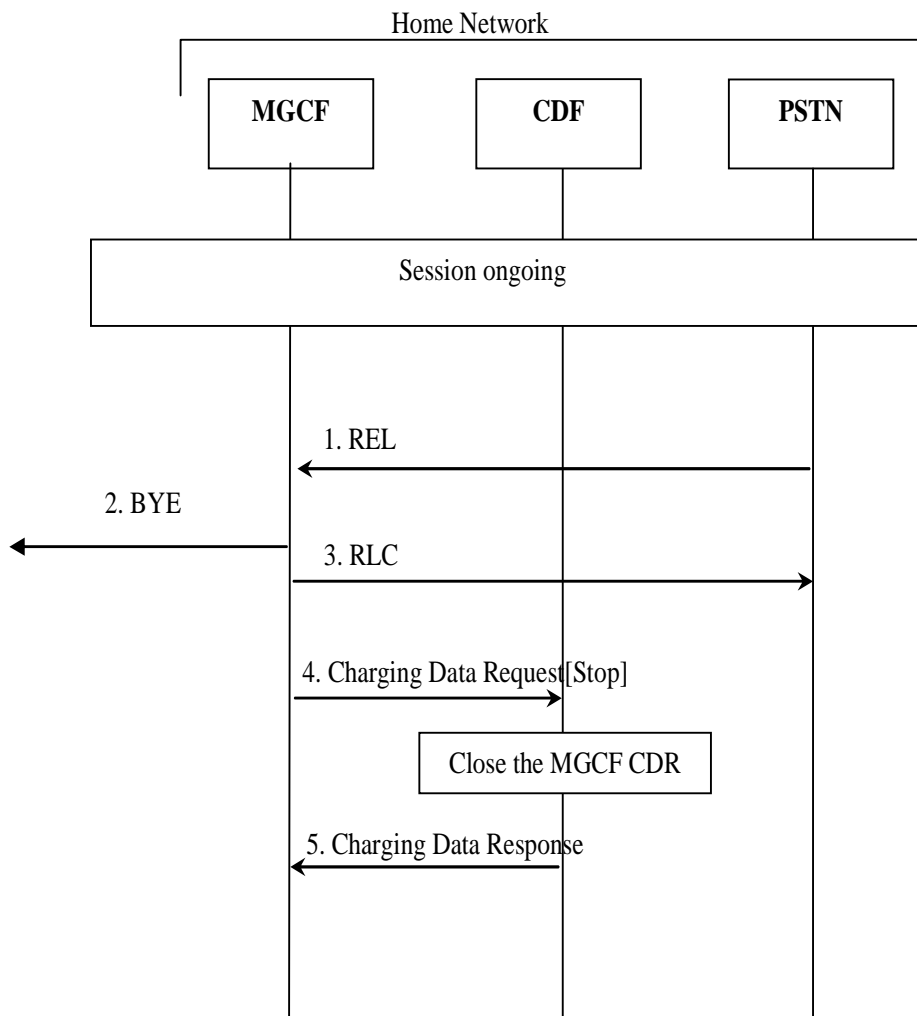 Home Network
MGCF
CDF
PSTN
Session ongoing
1. REL
2. BYE
3. RLC
4. Charging Data Request[Stop]
Close the MGCF CDR
5. Charging Data Response